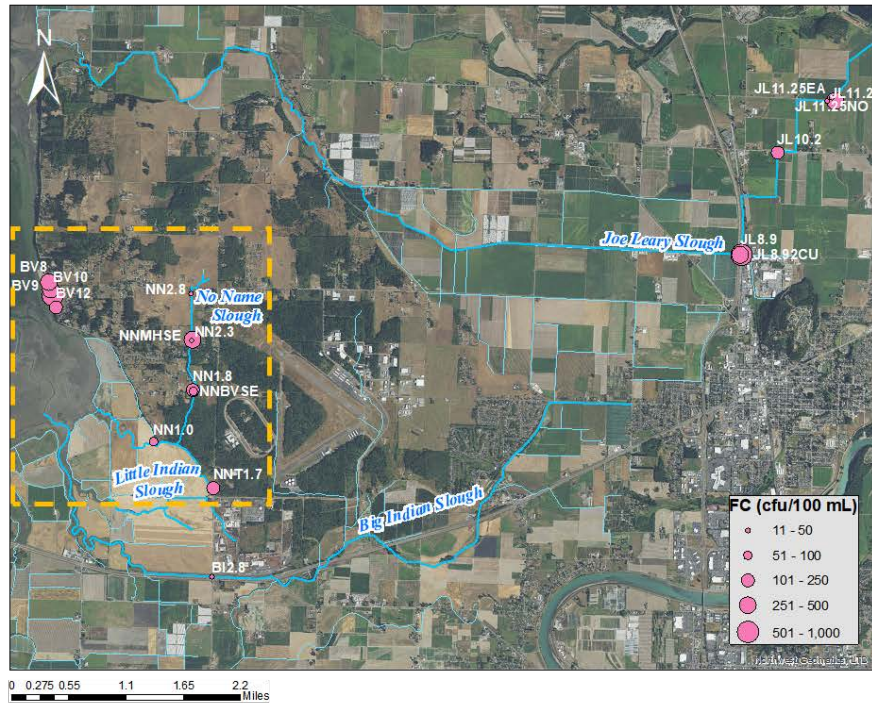 N
JL11.25EA
JL11.2
JL11.25NO
JL10.2
JL8.9
Joe Leary Slough
JL8.92CU
BV8
BV10
BV9
BV12
NN2.8
No Name
Slough
NNMHSE
NN2.3
NN1.8
NNBVSE
NN1.0
NNT1.7
Little Indian
Slough
Big Indian Slough
BI2.8
FC (cfu/100 mL)
11 - 50
51 - 100
101 - 250
251 - 500
501 - 1,000
0 0.275 0.55 1.1 1.65 2.2
Miles